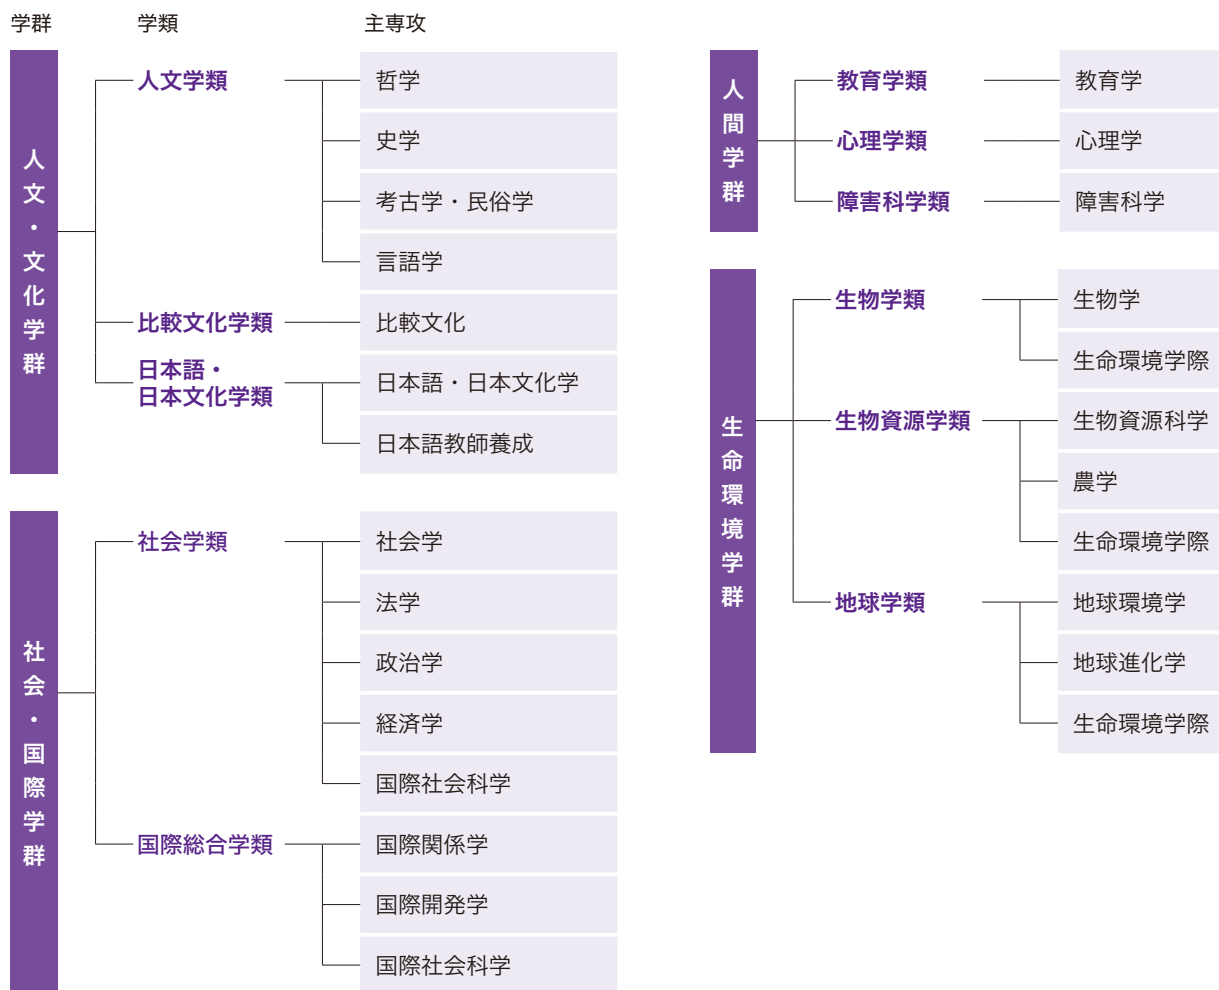 学群
学類
主専攻
人文・文化学群
人文学類
哲学
史学
考古学・民俗学
言語学
比較文化学類
比較文化
日本語・
日本文化学類
日本語・日本文化学
日本語教師養成
社会・国際学群
社会学類
社会学
法学
政治学
経済学
国際社会科学
国際総合学類
国際関係学
国際開発学
国際社会科学
人間学群
教育学類
教育学
心理学類
心理学
障害科学類
障害科学
生命環境学群
生物学類
生物学
生命環境学際
生物資源学類
生物資源科学
農学
生命環境学際
地球学類
地球環境学
地球進化学
生命環境学際